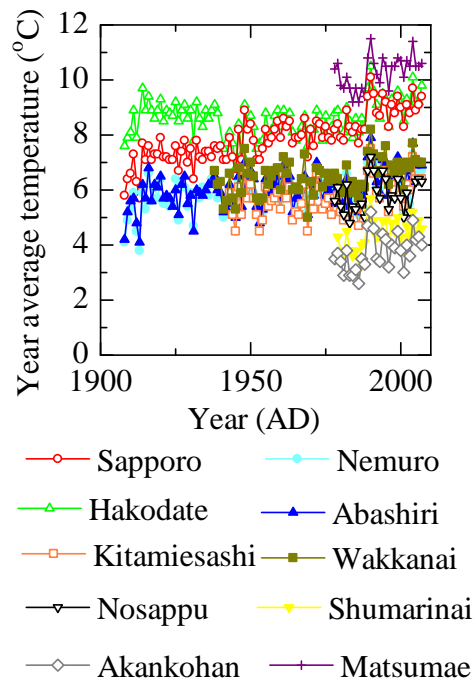 Year average temperature (°C)
12
10
8
6
4
2
0
1900 1950 2000
Year (AD)
Sapporo Nemuro
Hakodate Abashiri
Kitamiesashi Wakkanai
Nosappu Shumarinai
Akankohan Matsumae